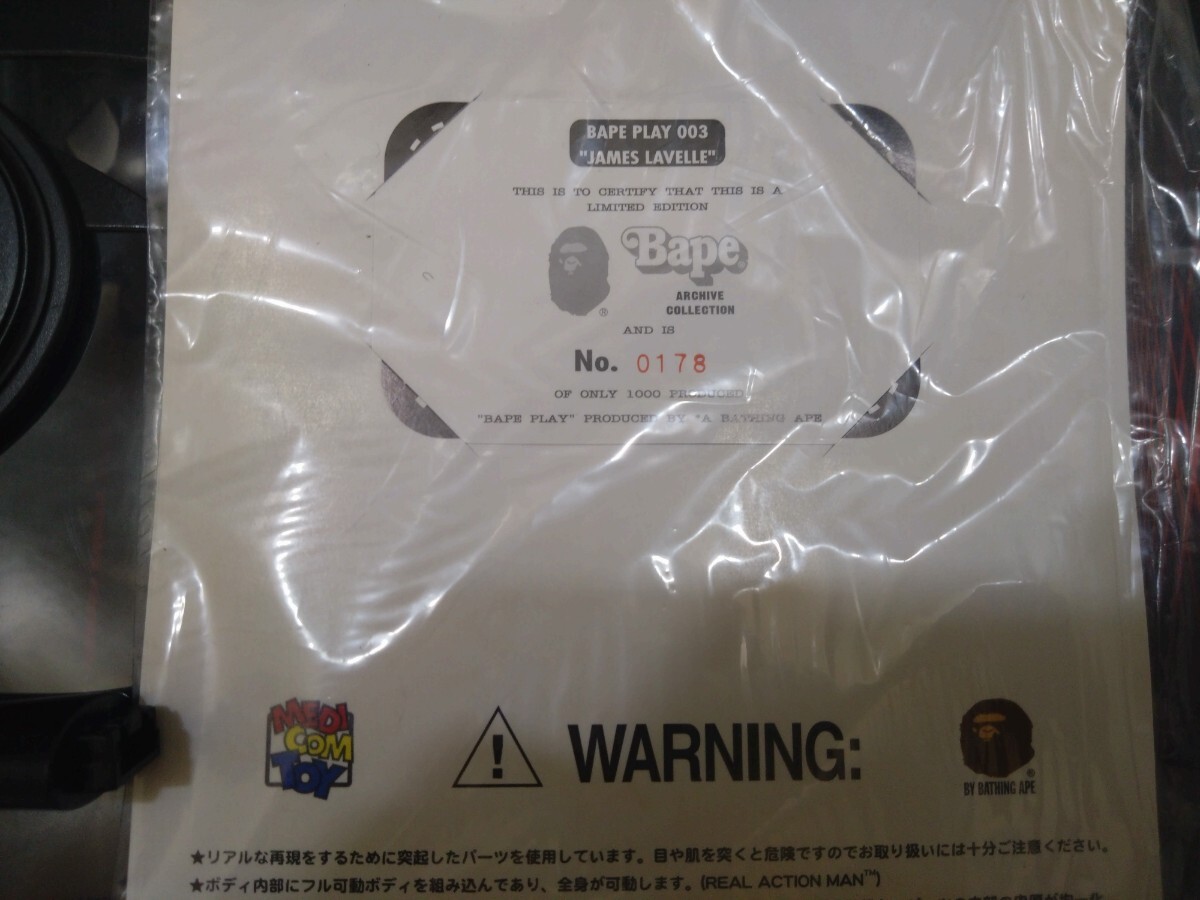 BAPE PLAY 003
"JAMES LAVELLE"
THIS IS TO CERTIFY THAT THIS IS A
LIMITED EDITION
Bape
®
ARCHIVE
COLLECTION
AND IS
No. 0178
OF ONLY 1000 PRODUCED
"BAPE PLAY" PRODUCED BY *A BATHING APE
MEDI
COM
TOY
! WARNING:
®
BY BATHING APE
★リアルな再現をするために突起したパーツを使用しています。目や肌を突くと危険ですのでお取り扱いには十分ご注意ください。
★ボディ内部にフル可動ボディを組み込んであり、全身が可動します。(REAL ACTION MAN™)